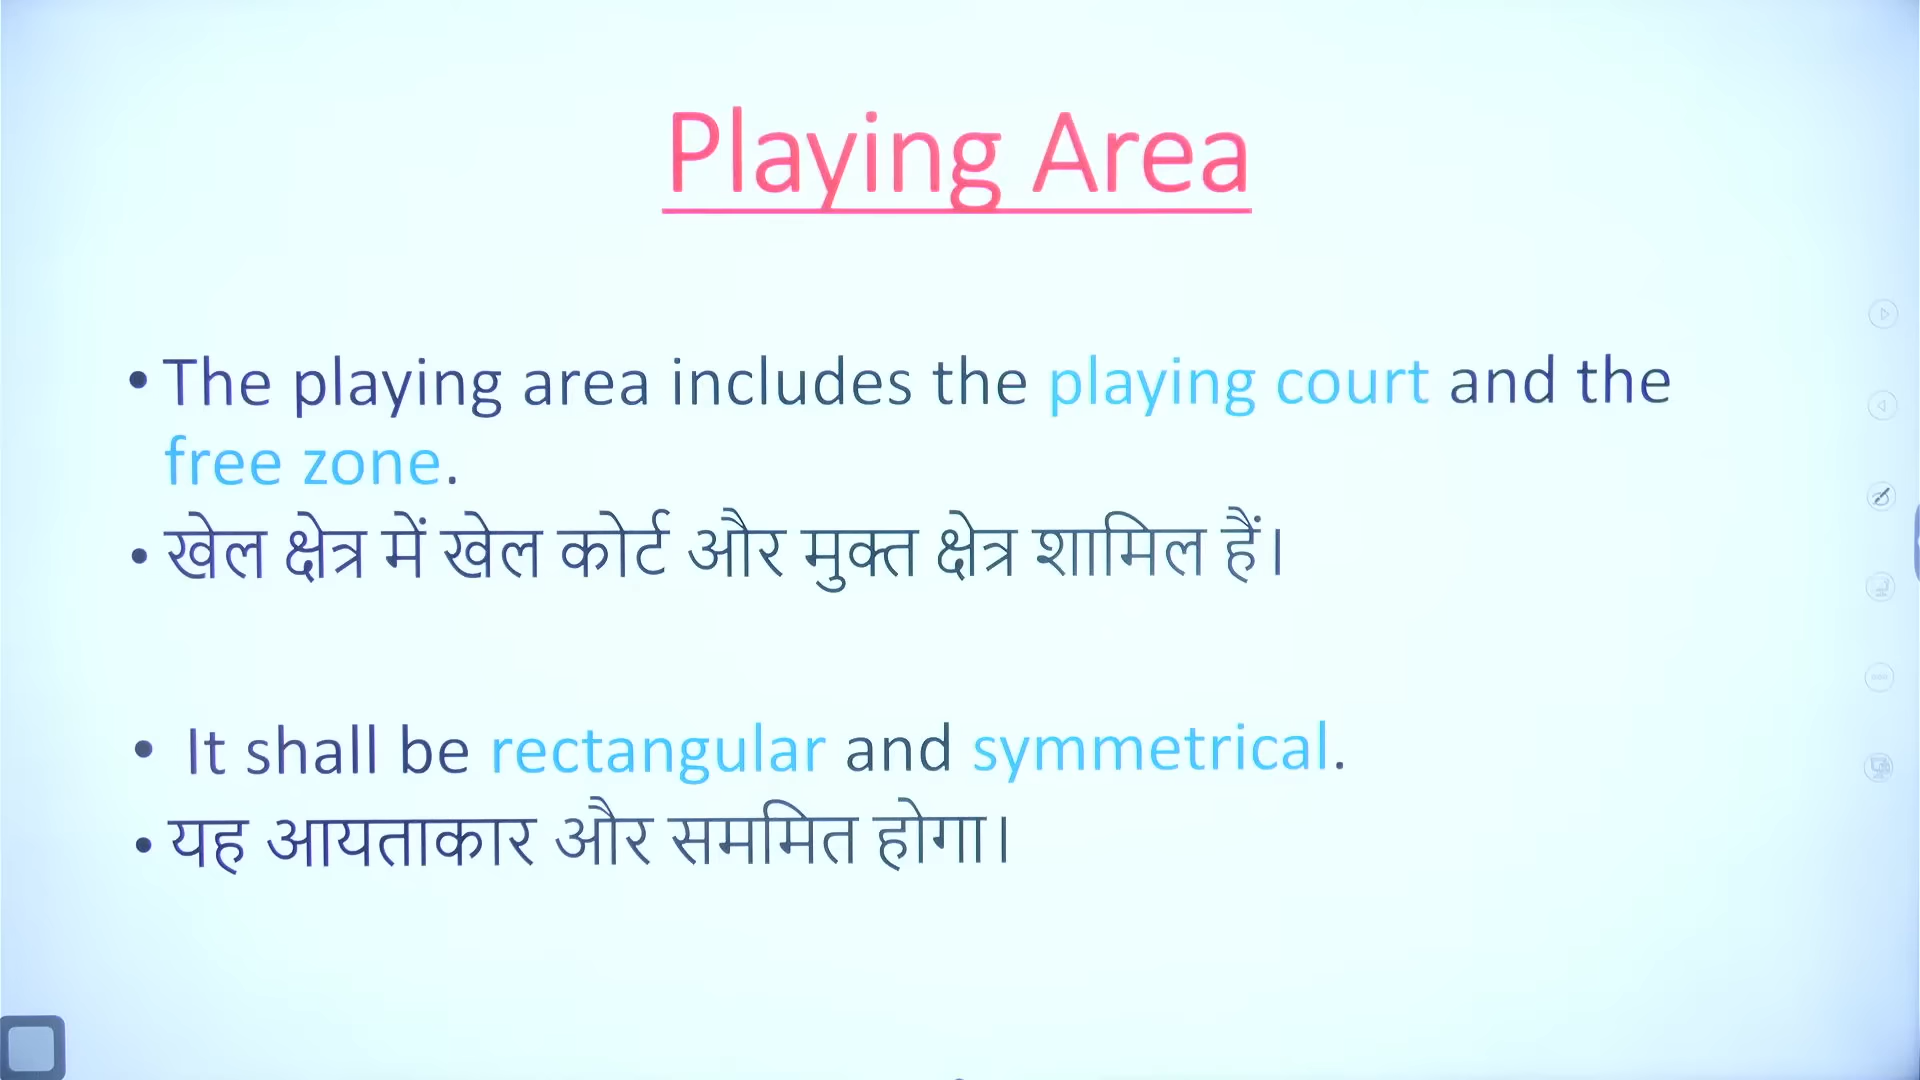 Playing Area
• The playing area includes the playing court and the
free zone.
• खेल क्षेत्र में खेल कोर्ट और मुक्त क्षेत्र शामिल हैं।
• It shall be rectangular and symmetrical.
• यह आयताकार और सममित होगा।